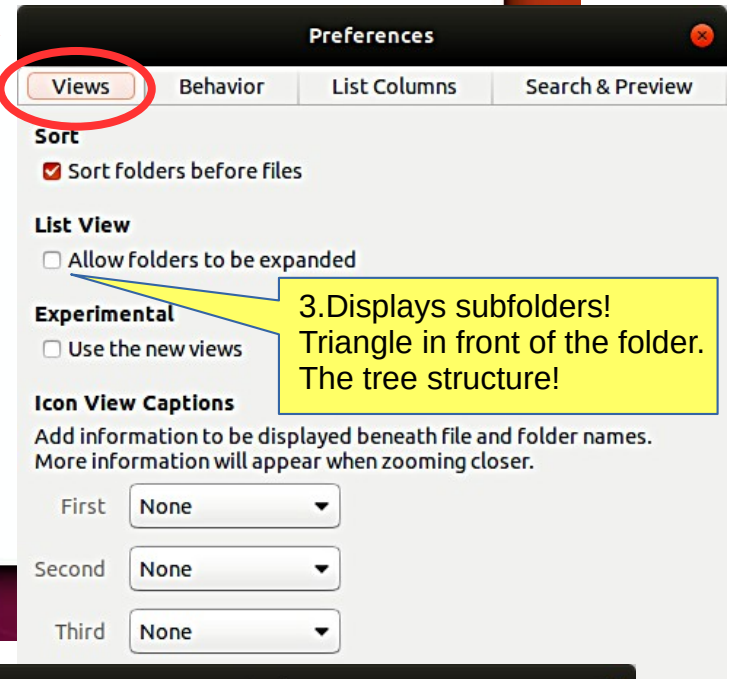 Preferences
Views Behavior List Columns Search & Preview
Sort
Sort folders before files
List View
Allow folders to be expanded
3.Displays subfolders!
Triangle in front of the folder.
The tree structure!
Experimental
Use the new views
Icon View Captions
Add information to be displayed beneath file and folder names.
More information will appear when zooming closer.
First None
Second None
Third None